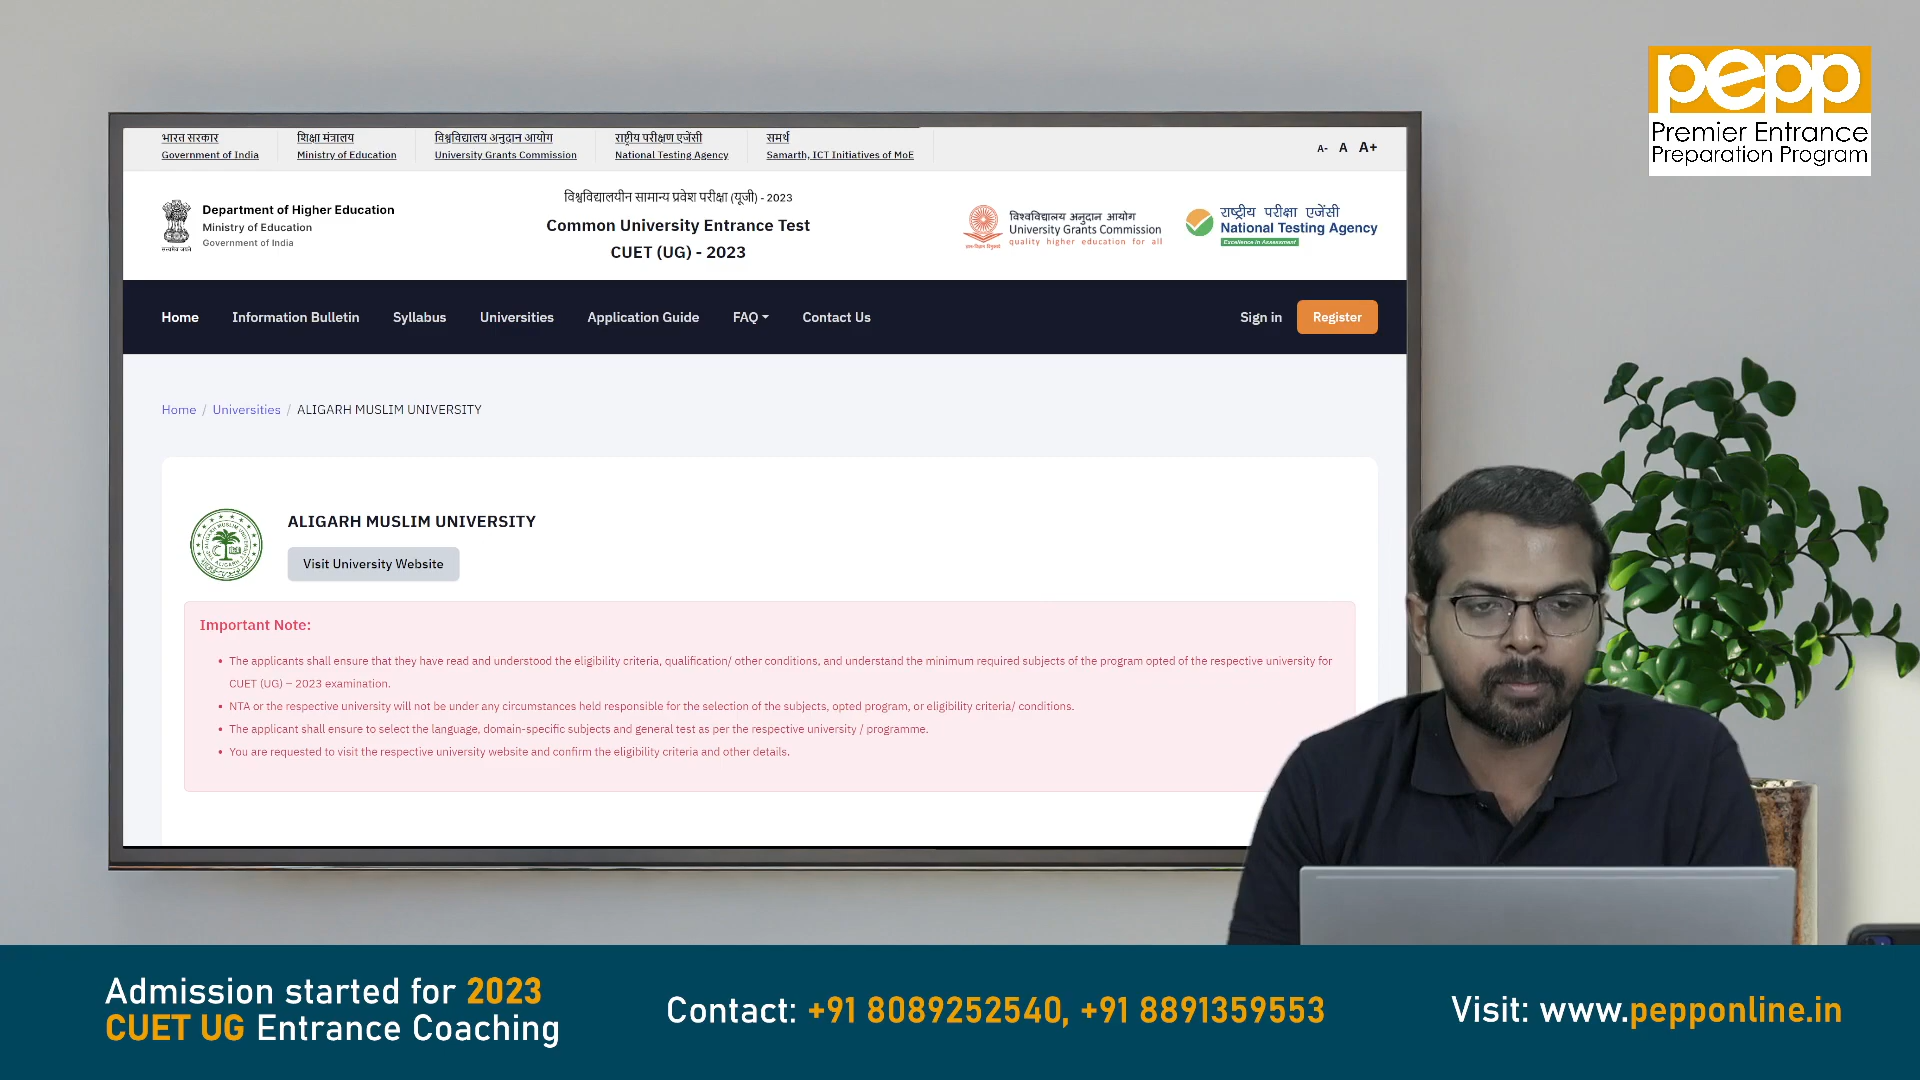 भारत सरकार
Government of India
शिक्षा मंत्रालय
Ministry of Education
विश्वविद्यालय अनुदान आयोग
University Grants Commission
राष्ट्रीय परीक्षण एजेंसी
National Testing Agency
समर्थ
Samarth, ICT Initiatives of MoE
A- A A+
सत्यमेव जयते
Department of Higher Education
Ministry of Education
Government of India
विश्वविद्यालयीन सामान्य प्रवेश परीक्षा (यूजी) - 2023
Common University Entrance Test
CUET (UG) - 2023
विश्वविद्यालय अनुदान आयोग
University Grants Commission
quality higher education for all
राष्ट्रीय परीक्षा एजेंसी
National Testing Agency
Excellence in Assessment
Home Information Bulletin Syllabus Universities Application Guide FAQ Contact Us Sign in Register
Home / Universities / ALIGARH MUSLIM UNIVERSITY
ALIGARH MUSLIM UNIVERSITY
Visit University Website
Important Note:
• The applicants shall ensure that they have read and understood the eligibility criteria, qualification/ other conditions, and understand the minimum required subjects of the program opted of the respective university for
CUET (UG) – 2023 examination.
• NTA or the respective university will not be under any circumstances held responsible for the selection of the subjects, opted program, or eligibility criteria/ conditions.
• The applicant shall ensure to select the language, domain-specific subjects and general test as per the respective university / programme.
• You are requested to visit the respective university website and confirm the eligibility criteria and other details.
pepp
Premier Entrance
Preparation Program
Admission started for 2023
CUET UG Entrance Coaching
Contact: +91 8089252540, +91 8891359553
Visit: www.pepponline.in